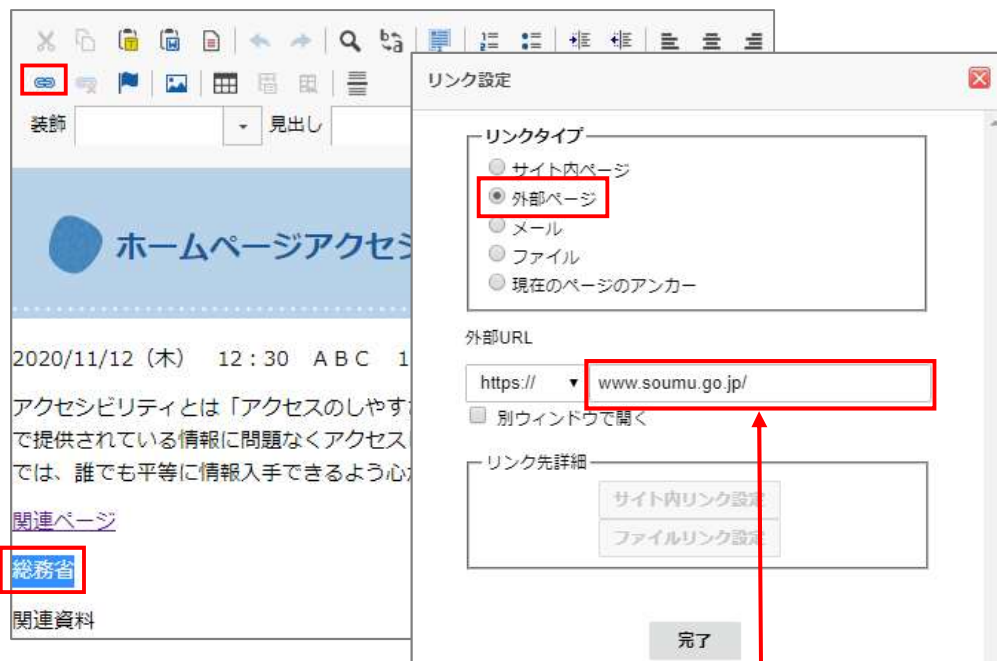 装飾
見出し
ホームページアクセシ
2020/11/12（木） 12：30 ＡＢＣ 1
アクセシビリティとは「アクセスのしやす
で提供されている情報に問題なくアクセス
では、誰でも平等に情報入手できるよう心
関連ページ
総務省
関連資料
リンク設定
リンクタイプ
サイト内ページ
外部ページ
メール
ファイル
現在のページのアンカー
外部URL
https:// www.soumu.go.jp/
別ウィンドウで開く
リンク先詳細
サイト内リンク設定
ファイルリンク設定
完了